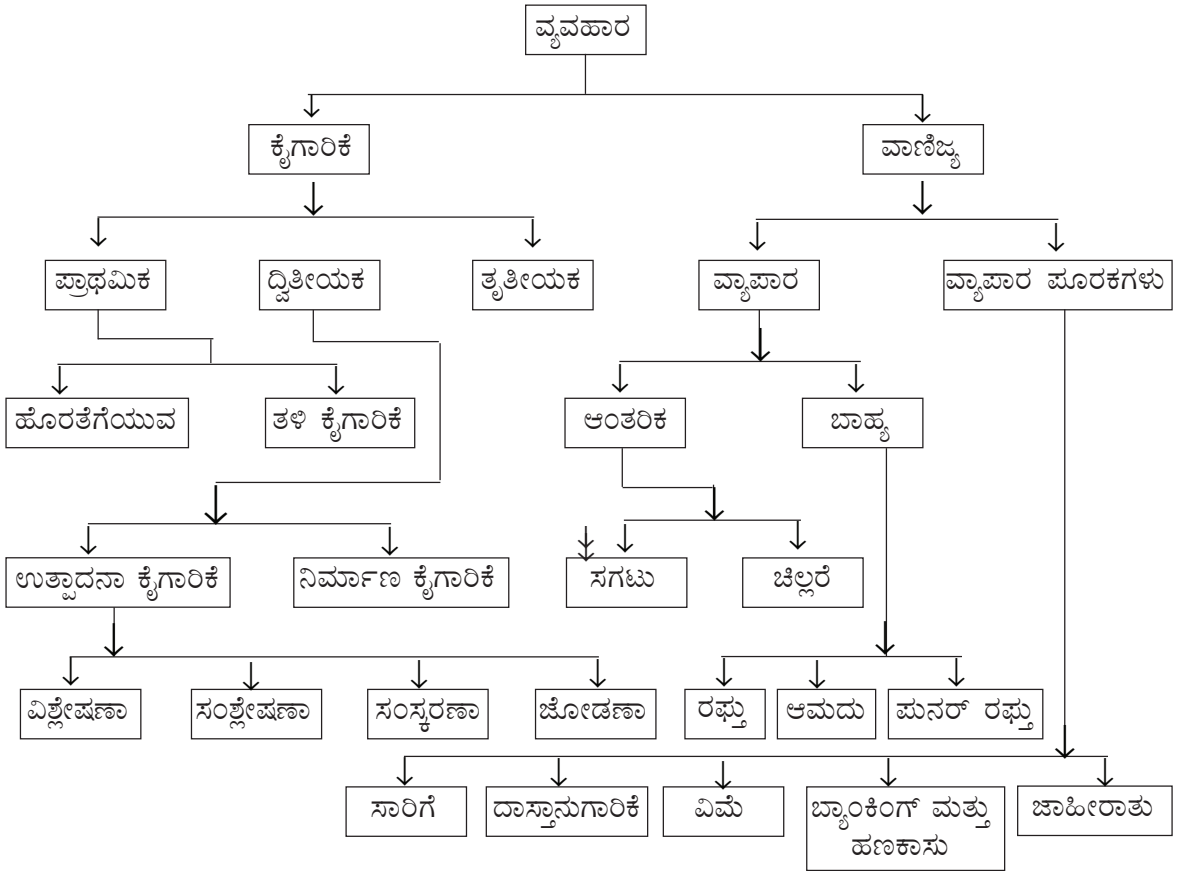 ವ್ಯವಹಾರ
ಕೈಗಾರಿಕೆ
ವಾಣಿಜ್ಯ
ಪ್ರಾಥಮಿಕ
ದ್ವಿತೀಯಕ
ತೃತೀಯಕ
ವ್ಯಾಪಾರ
ವ್ಯಾಪಾರ ಪೂರಕಗಳು
ಹೊರತೆಗೆಯುವ
ತಳಿ ಕೈಗಾರಿಕೆ
ಆಂತರಿಕ
ಬಾಹ್ಯ
ಉತ್ಪಾದನಾ ಕೈಗಾರಿಕೆ
ನಿರ್ಮಾಣ ಕೈಗಾರಿಕೆ
ಸಗಟು
ಚಿಲ್ಲರೆ
ವಿಶ್ಲೇಷಣಾ
ಸಂಶ್ಲೇಷಣಾ
ಸಂಸ್ಕರಣಾ
ಜೋಡಣಾ
ರಫ್ತು
ಆಮದು
ಪುನರ್ ರಫ್ತು
ಸಾರಿಗೆ
ದಾಸ್ತಾನುಗಾರಿಕೆ
ವಿಮೆ
ಬ್ಯಾಂಕಿಂಗ್ ಮತ್ತು
ಹಣಕಾಸು
ಜಾಹೀರಾತು